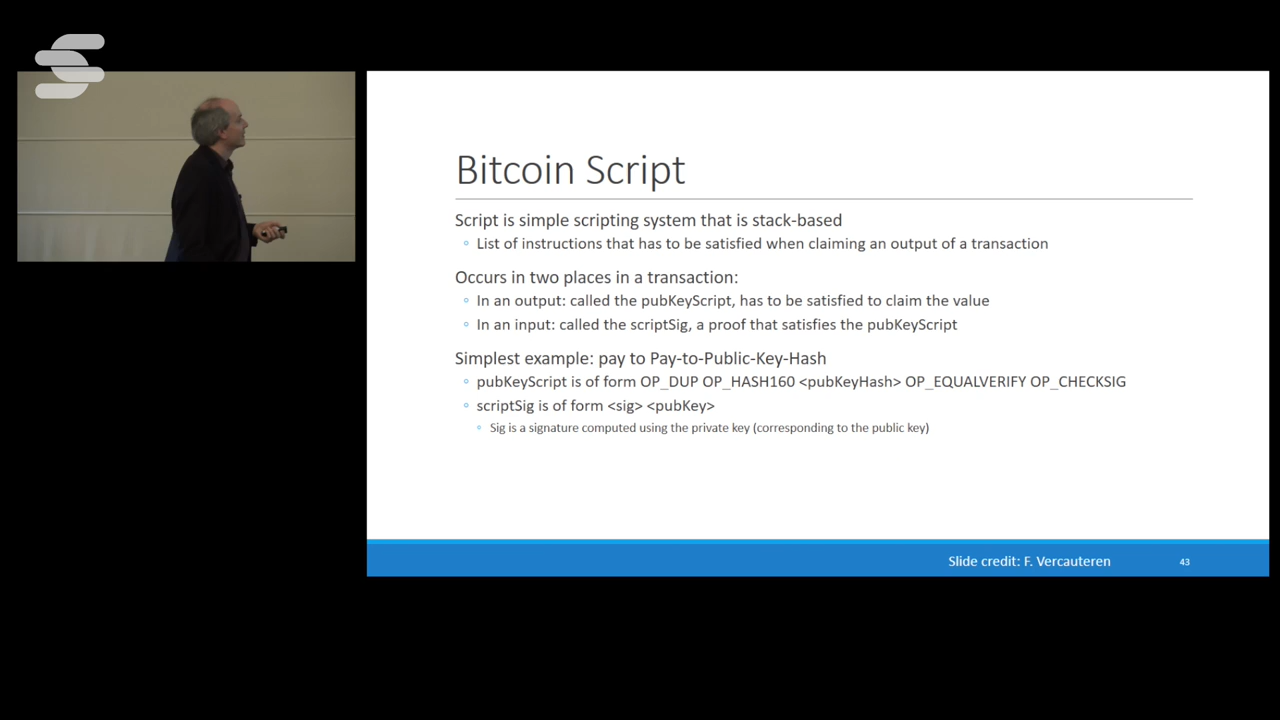 Bitcoin Script
Script is simple scripting system that is stack-based
List of instructions that has to be satisfied when claiming an output of a transaction
Occurs in two places in a transaction:
In an output: called the pubKeyScript, has to be satisfied to claim the value
In an input: called the scriptSig, a proof that satisfies the pubKeyScript
Simplest example: pay to Pay-to-Public-Key-Hash
pubKeyScript is of form OP_DUP OP_HASH160 <pubKeyHash> OP_EQUALVERIFY OP_CHECKSIG
scriptSig is of form <sig> <pubKey>
Sig is a signature computed using the private key (corresponding to the public key)
Slide credit: F. Vercauteren
43